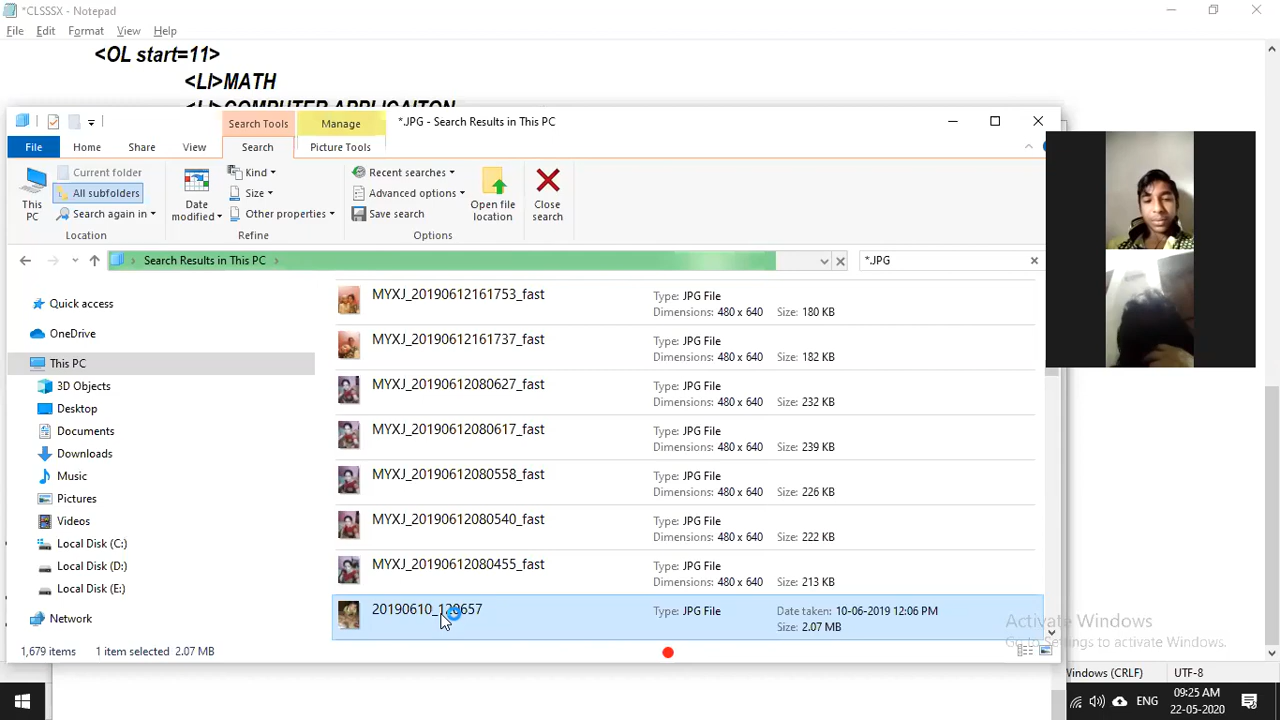 *CLSSSX - Notepad
File Edit Format View Help
<OL start=11>
<LI>MATH
<LI>COMPUTER APPLICAITON
Search Tools Manage *.JPG - Search Results in This PC
File Home Share View Search Picture Tools
This PC
Current folder
All subfolders
Search again in
Location
Date modified
Kind
Size
Other properties
Refine
Recent searches
Advanced options
Save search
Options
Open file location
Close search
Search Results in This PC
*.JPG
Quick access
OneDrive
This PC
3D Objects
Desktop
Documents
Downloads
Music
Pictures
Videos
Local Disk (C:)
Local Disk (D:)
Local Disk (E:)
Network
MYXJ_20190612161753_fast Type: JPG File
Dimensions: 480 x 640 Size: 180 KB
MYXJ_20190612161737_fast Type: JPG File
Dimensions: 480 x 640 Size: 182 KB
MYXJ_20190612080627_fast Type: JPG File
Dimensions: 480 x 640 Size: 232 KB
MYXJ_20190612080617_fast Type: JPG File
Dimensions: 480 x 640 Size: 239 KB
MYXJ_20190612080558_fast Type: JPG File
Dimensions: 480 x 640 Size: 226 KB
MYXJ_20190612080540_fast Type: JPG File
Dimensions: 480 x 640 Size: 222 KB
MYXJ_20190612080455_fast Type: JPG File
Dimensions: 480 x 640 Size: 213 KB
Type: JPG File Date taken: 10-06-2019 12:06 PM
Size: 2.07 MB
1,679 items 1 item selected 2.07 MB
Activate Windows
Go to Settings to activate Windows.
Windows (CRLF) UTF-8
ENG
09:25 AM
22-05-2020